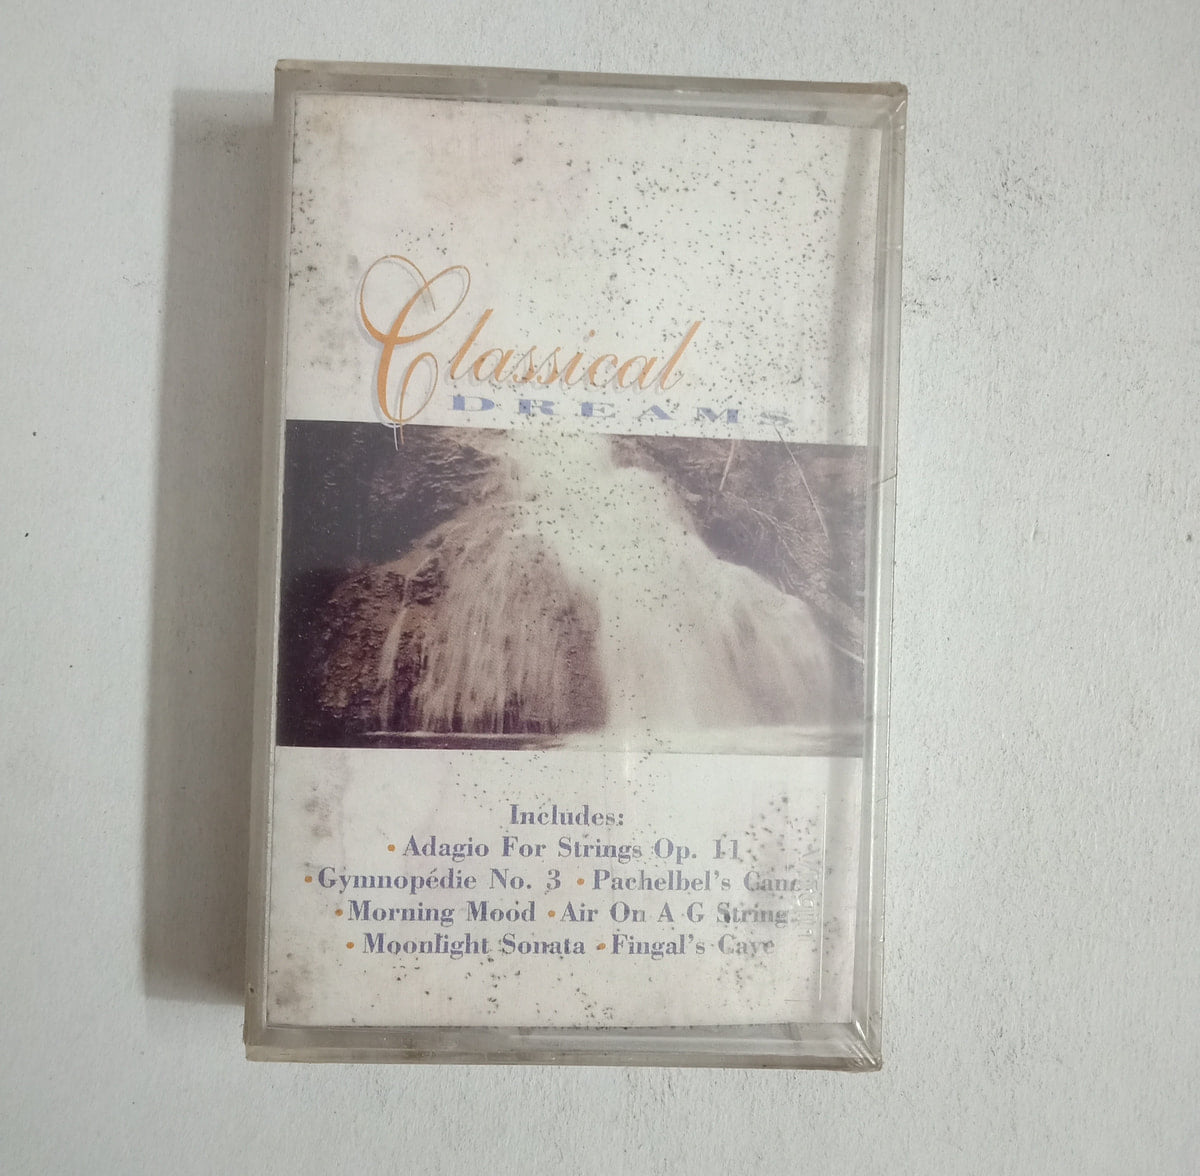 Classical
DREAMS
Includes:
• Adagio For Strings Op. 11
• Gymnopédie No. 3 • Pachelbel's
• Morning Mood • Air On A G String
• Moonlight Sonata • Fingal's Cave